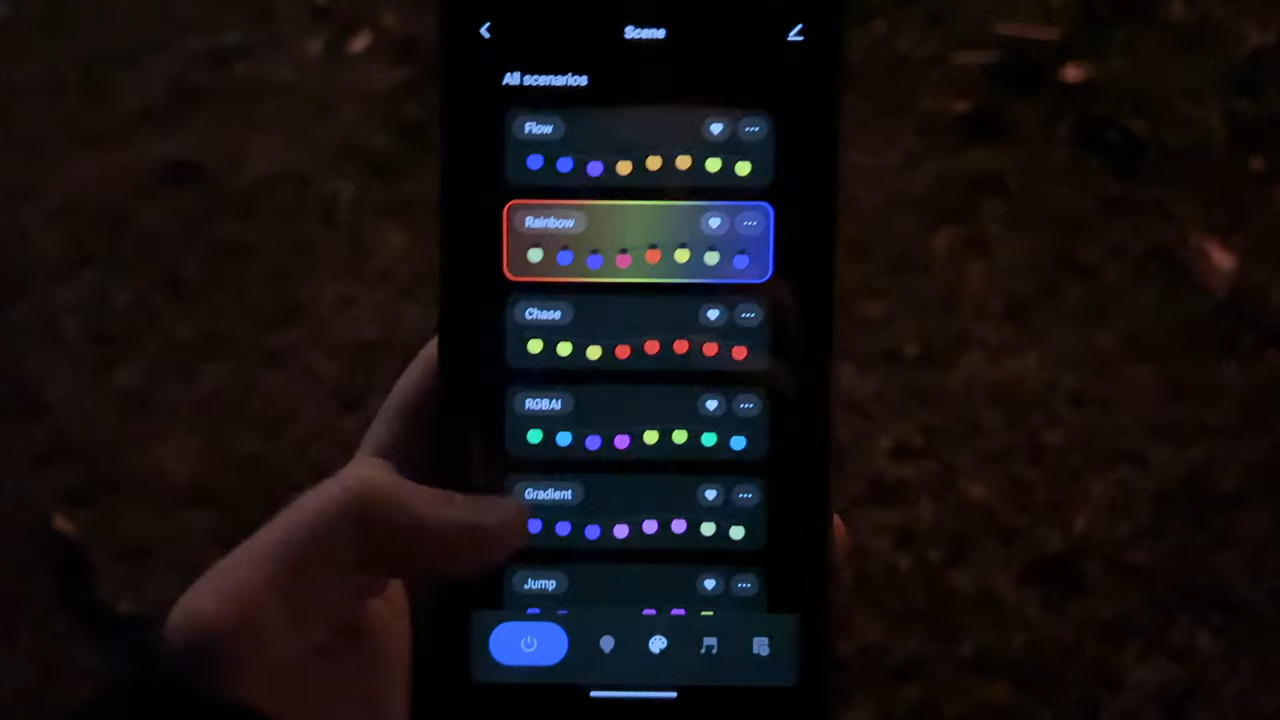 Scene
All scenarios
Flow
Rainbow
Chase
RGBAI
Gradient
Jump